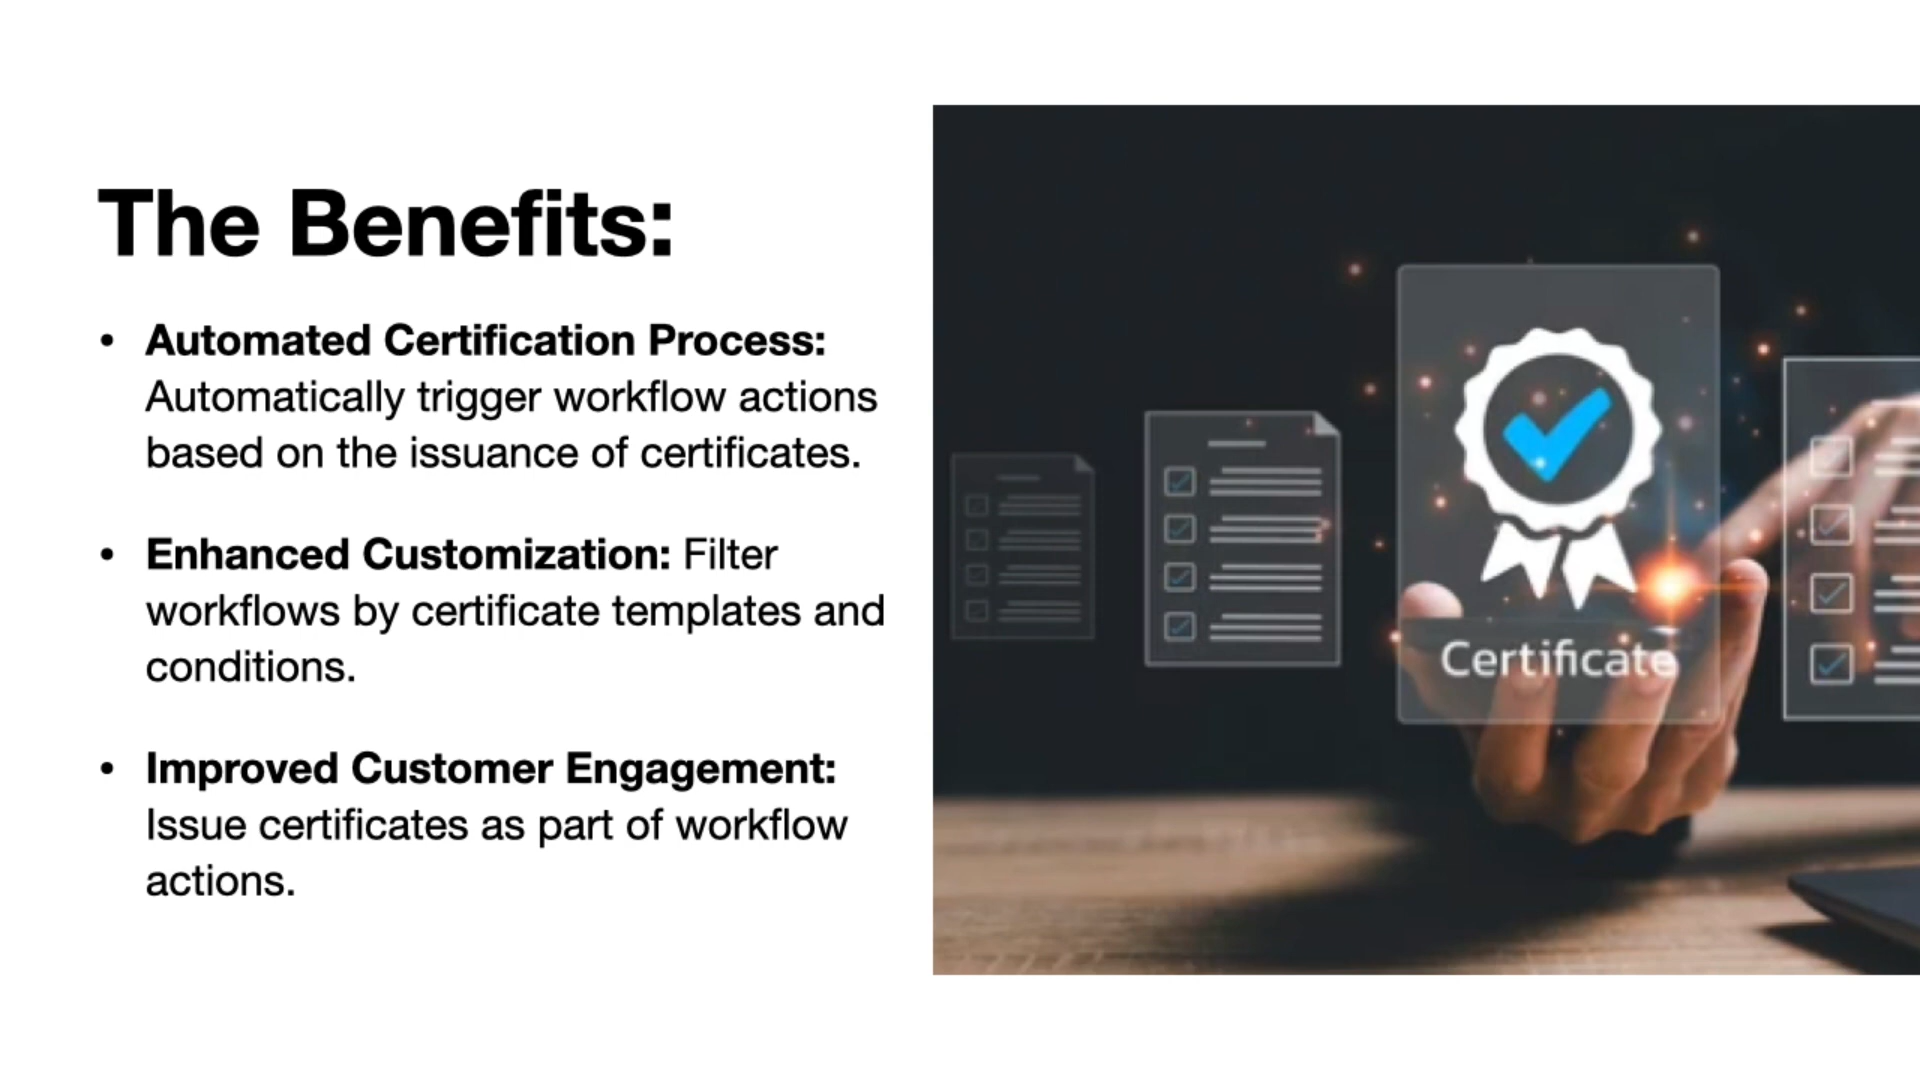 The Benefits:
• Automated Certification Process:
Automatically trigger workflow actions
based on the issuance of certificates.
• Enhanced Customization: Filter
workflows by certificate templates and
conditions.
• Improved Customer Engagement:
Issue certificates as part of workflow
actions.
Certificate